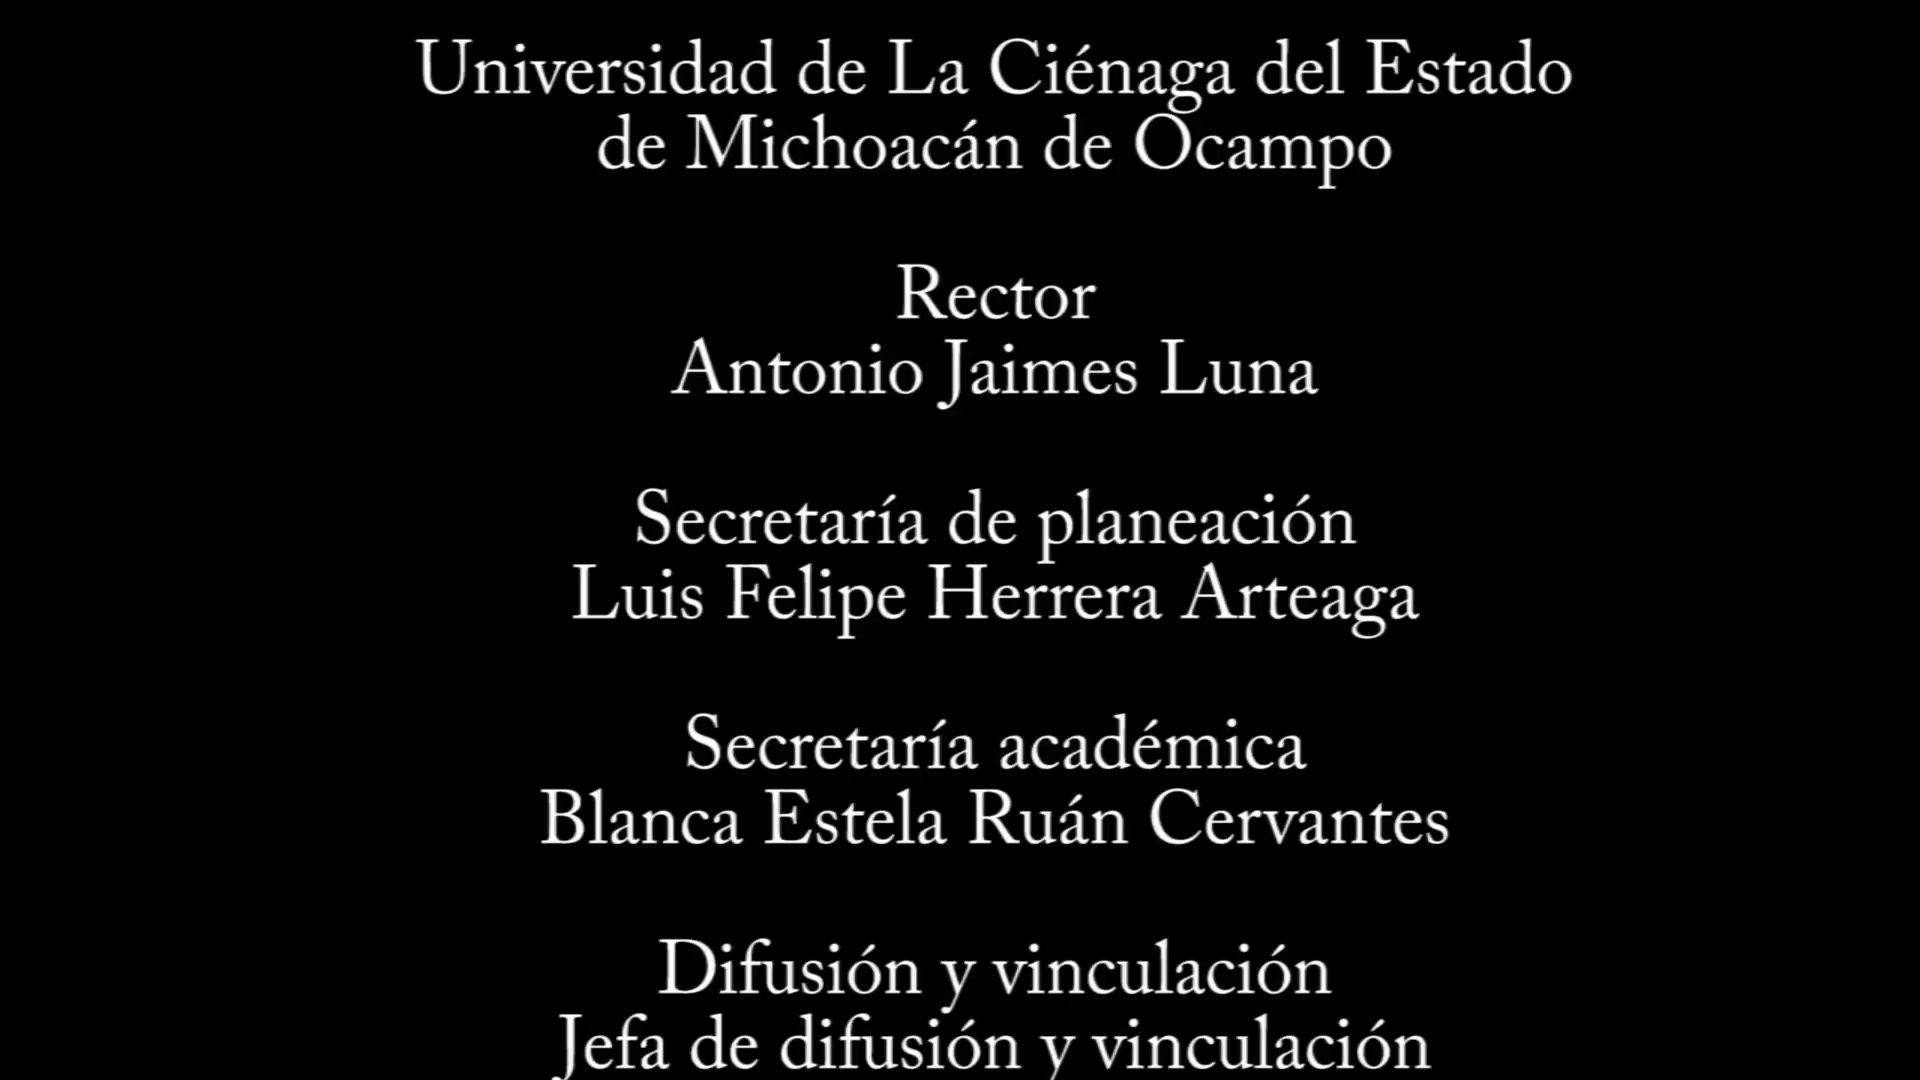 Universidad de La Ciénaga del Estado
de Michoacán de Ocampo
Rector
Antonio Jaimes Luna
Secretaría de planeación
Luis Felipe Herrera Arteaga
Secretaría académica
Blanca Estela Ruán Cervantes
Difusión y vinculación
Jefa de difusión y vinculación